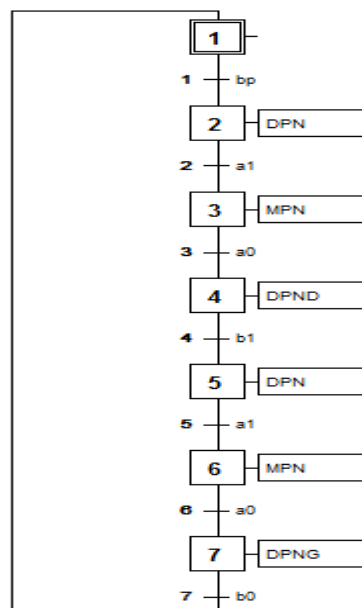 1
1 bp
2 DPN
2 a1
3 MPN
3 a0
4 DPND
4 b1
5 DPN
5 a1
6 MPN
6 a0
7 DPNG
7 b0